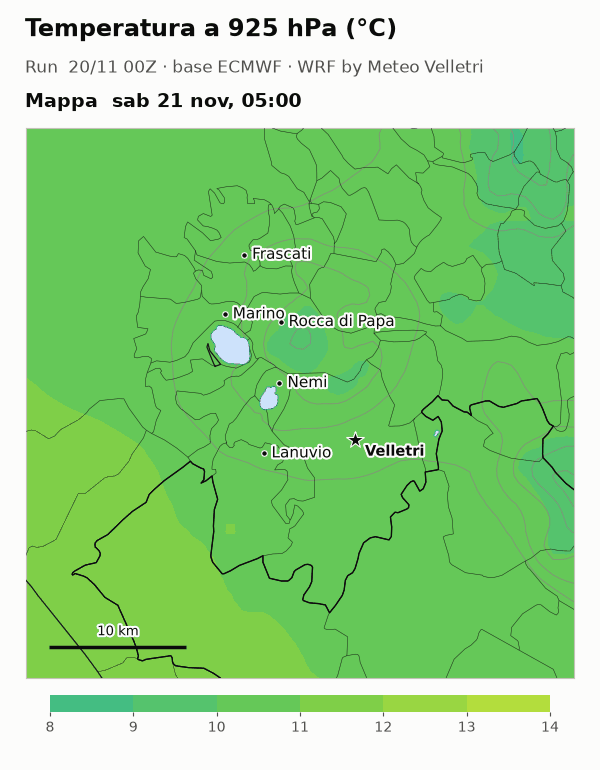 Temperatura a 925 hPa (°C)
Run  20/11 00Z · base ECMWF · WRF by Meteo Velletri
Mappa  sab 21 nov, 05:00
Frascati
Marino
Rocca di Papa
Nemi
Velletri
Lanuvio
10 km
8 9 10 11 12 13 14